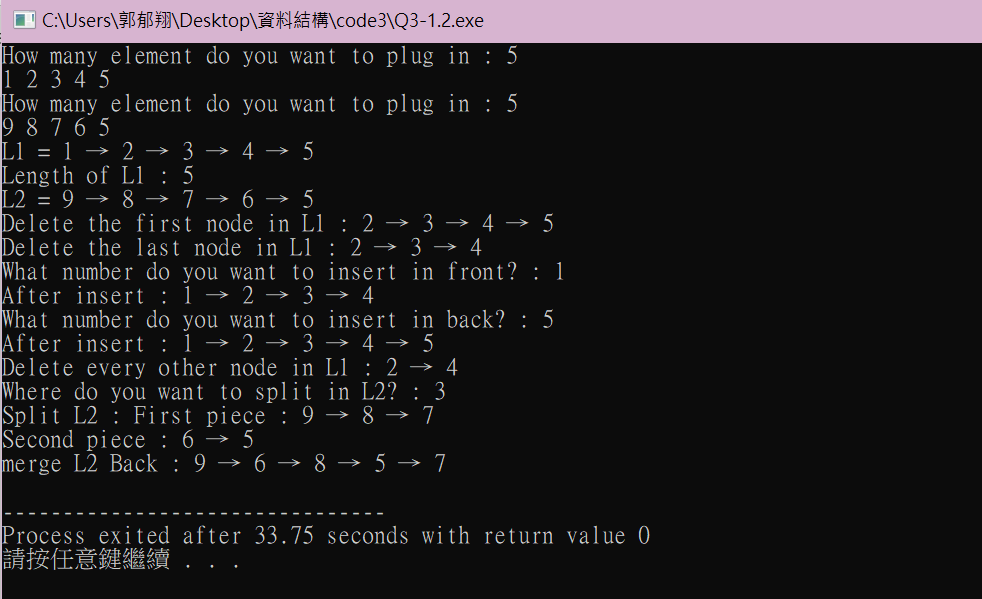 C:\Users\郭郁翔\Desktop\資料結構\code3\Q3-1.2.exe
How many element do you want to plug in : 5
1 2 3 4 5
How many element do you want to plug in : 5
9 8 7 6 5
L1 = 1 → 2 → 3 → 4 → 5
Length of L1 : 5
L2 = 9 → 8 → 7 → 6 → 5
Delete the first node in L1 : 2 → 3 → 4 → 5
Delete the last node in L1 : 2 → 3 → 4
What number do you want to insert in front? : 1
After insert : 1 → 2 → 3 → 4
What number do you want to insert in back? : 5
After insert : 1 → 2 → 3 → 4 → 5
Delete every other node in L1 : 2 → 4
Where do you want to split in L2? : 3
Split L2 : First piece : 9 → 8 → 7
Second piece : 6 → 5
merge L2 Back : 9 → 6 → 8 → 5 → 7
--------------------------------
Process exited after 33.75 seconds with return value 0
請按任意鍵繼續 . . .